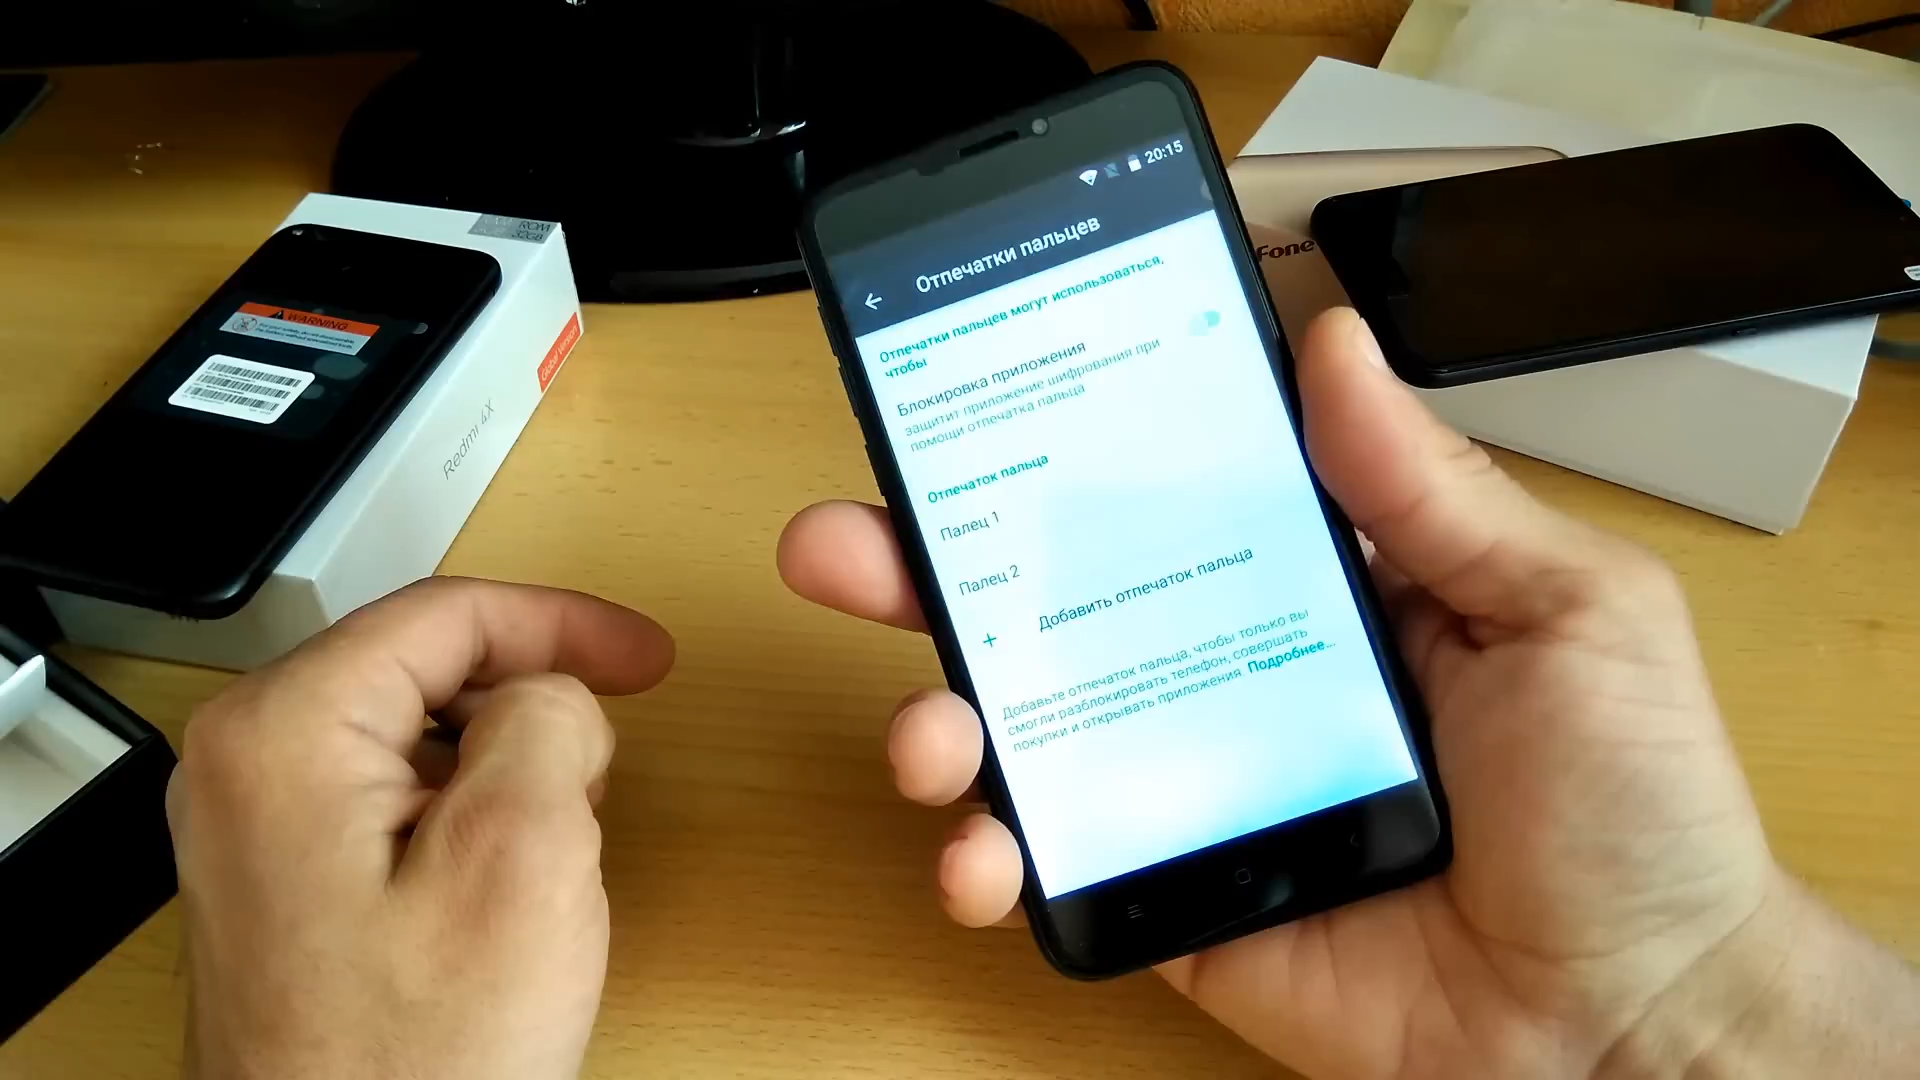 20:15
Отпечатки пальцев
Отпечатки пальцев могут использоваться,
чтобы
Блокировка приложения
защитит приложение шифрования при
помощи отпечатка пальца
Отпечаток пальца
Палец 1
Палец 2
+ Добавить отпечаток пальца
Добавьте отпечаток пальца, чтобы только вы
смогли разблокировать телефон, совершать
покупки и открывать приложения Подробнее...
ROM
32GB
WARNING
Global Version
Redmi 4X
Fone